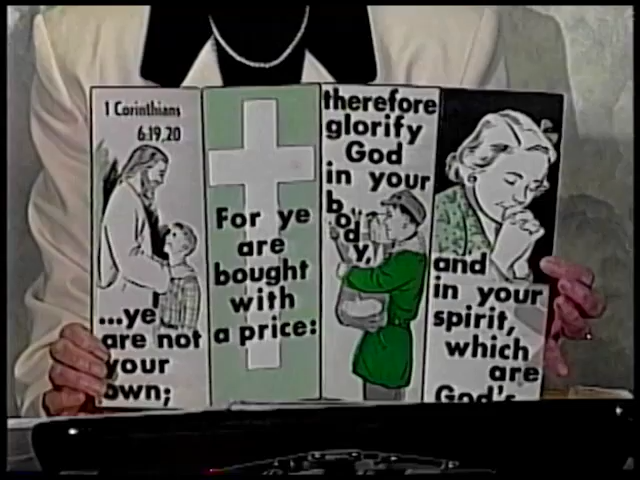 1 Corinthians
6:19,20
...ye
are not
your
own;
For ye
are
bought
with
a price:
therefore
glorify
God
in your
body,
and
in your
spirit,
which
are
God's